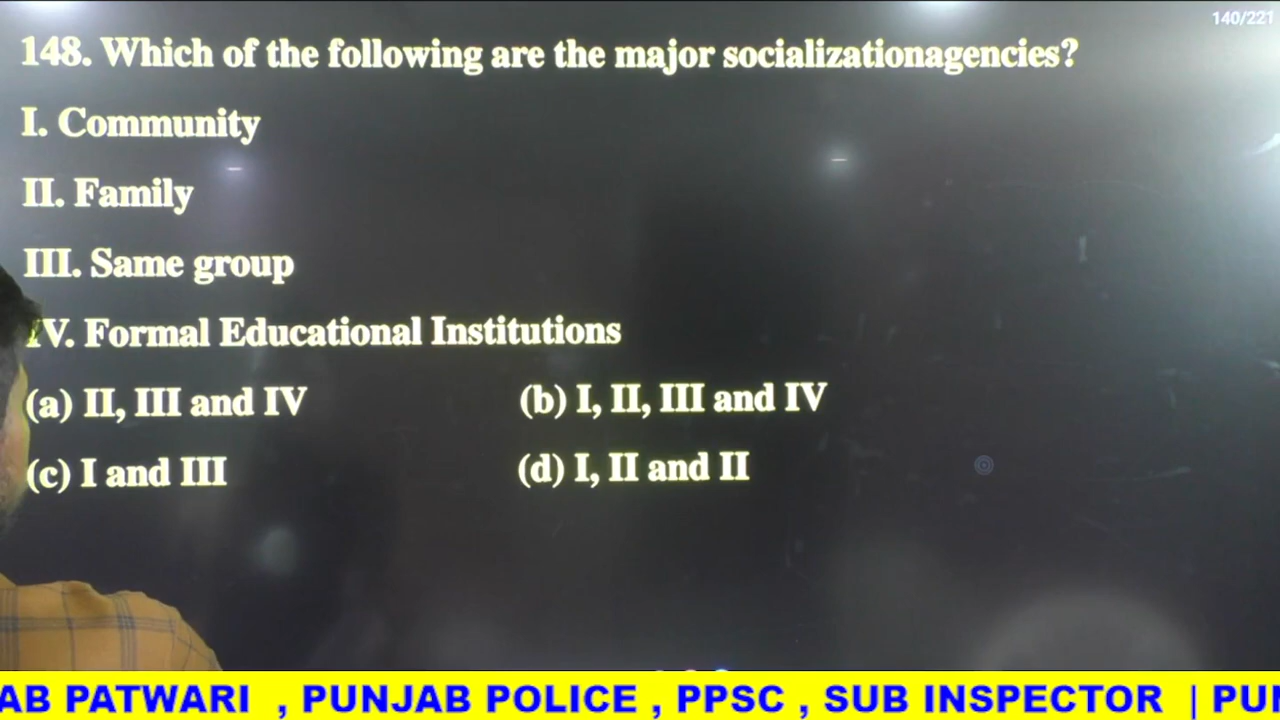 140/221
148. Which of the following are the major socializationagencies?
I. Community
II. Family
III. Same group
IV. Formal Educational Institutions
(a) II, III and IV (b) I, II, III and IV
(c) I and III (d) I, II and II
AB PATWARI , PUNJAB POLICE , PPSC , SUB INSPECTOR | PUN